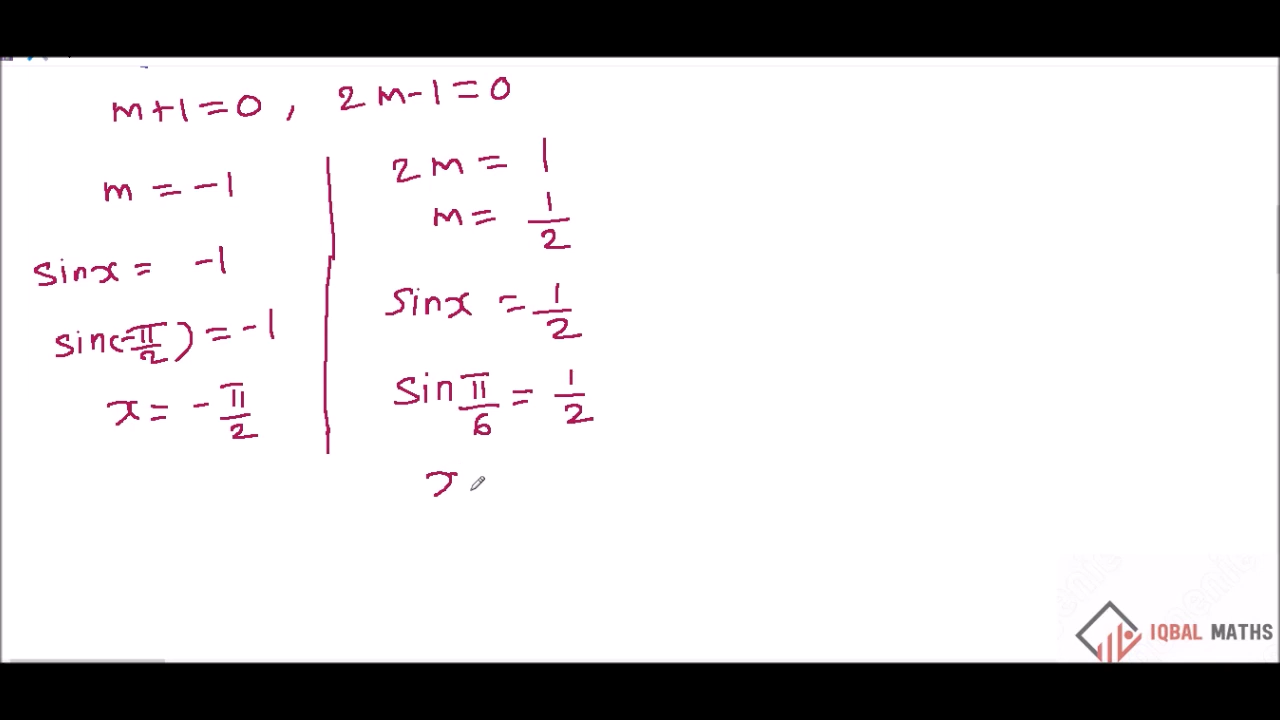 m+1=0, 2m-1=0
m = -1
sinx = -1
sin(-π/2) = -1
x = -π/2
2m = 1
m = 1/2
sinx = 1/2
sin π/6 = 1/2
x
IQBAL MATHS